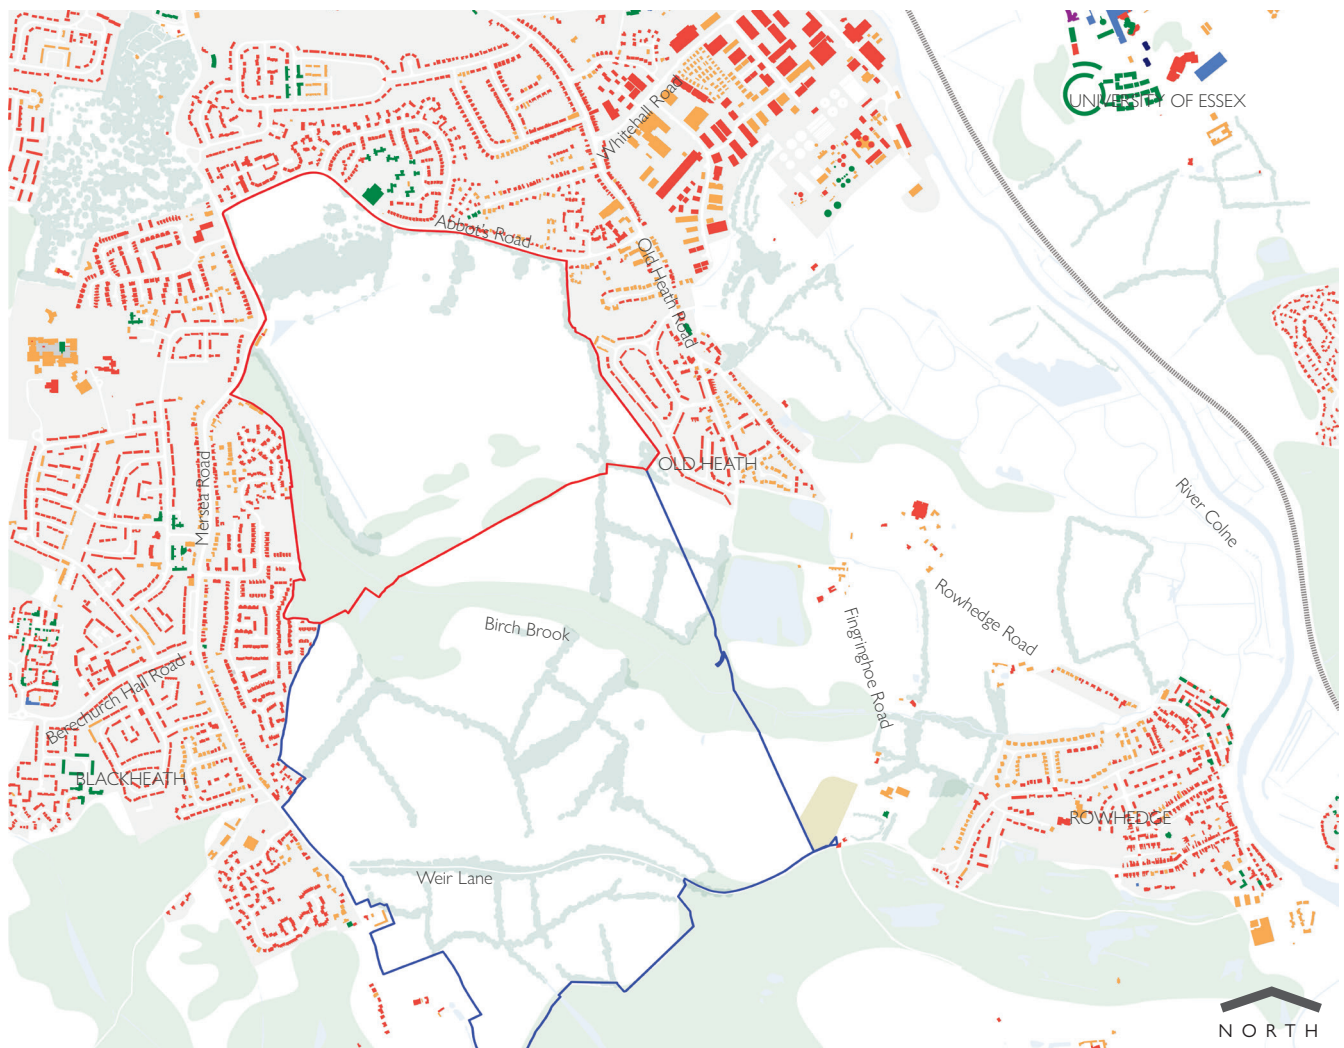 UNIVERSITY OF ESSEX
Whitehall Road
Abbot's Road
Old Heath Road
OLD HEATH
Mersea Road
River Colne
Birch Brook
Rowhedge Road
Fingringhoe Road
Berechurch Hall Road
BLACKHEATH
ROWHEDGE
Weir Lane
NORTH